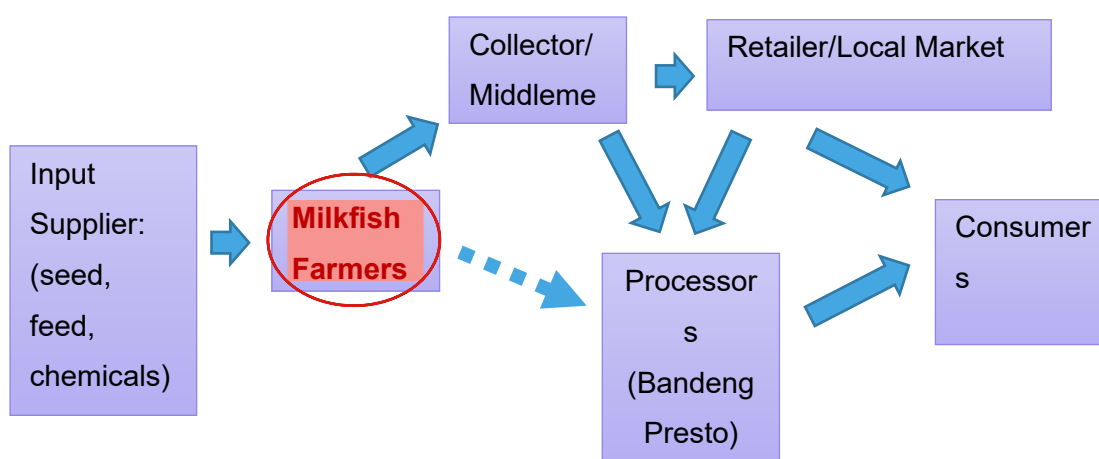 Collector/
Middleme
Retailer/Local Market
Input
Supplier:
(seed,
feed,
chemicals)
Milkfish
Farmers
Processor
s
(Bandeng
Presto)
Consumer
s